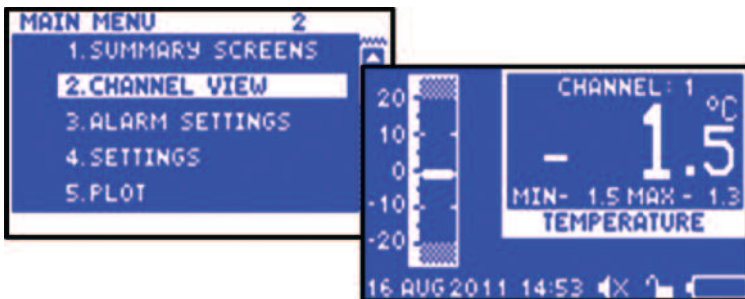 MAIN MENU 2
1.SUMMARY SCREENS
2.CHANNEL VIEW
3.ALARM SETTINGS
4.SETTINGS
5.PLOT
20
10
0
-10
-20
CHANNEL: 1
- 1.5 °C
MIN- 1.5 MAX - 1.3
TEMPERATURE
16 AUG 2011 14:53